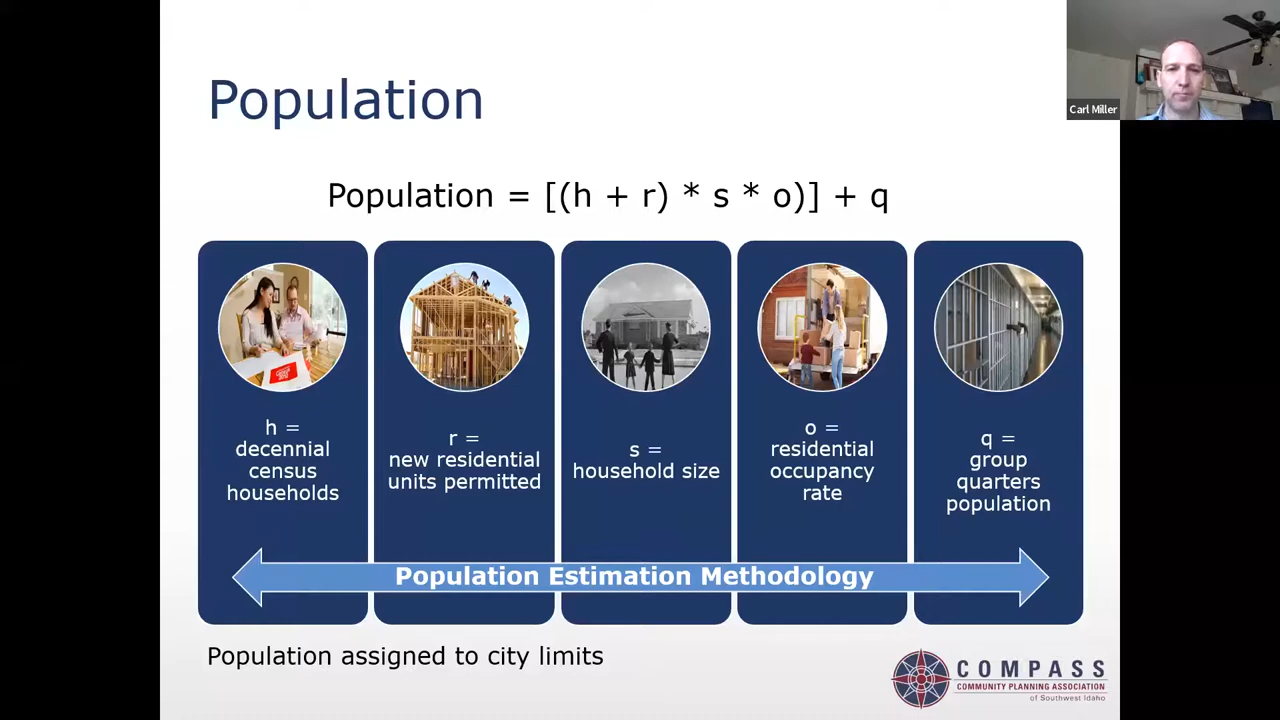 Population
Carl Miller
Population = [(h + r) * s * o)] + q
h =
decennial
census
households
r =
new residential
units permitted
s =
household size
o =
residential
occupancy
rate
q =
group
quarters
population
Population Estimation Methodology
Population assigned to city limits
COMPASS
COMMUNITY PLANNING ASSOCIATION
of Southwest Idaho